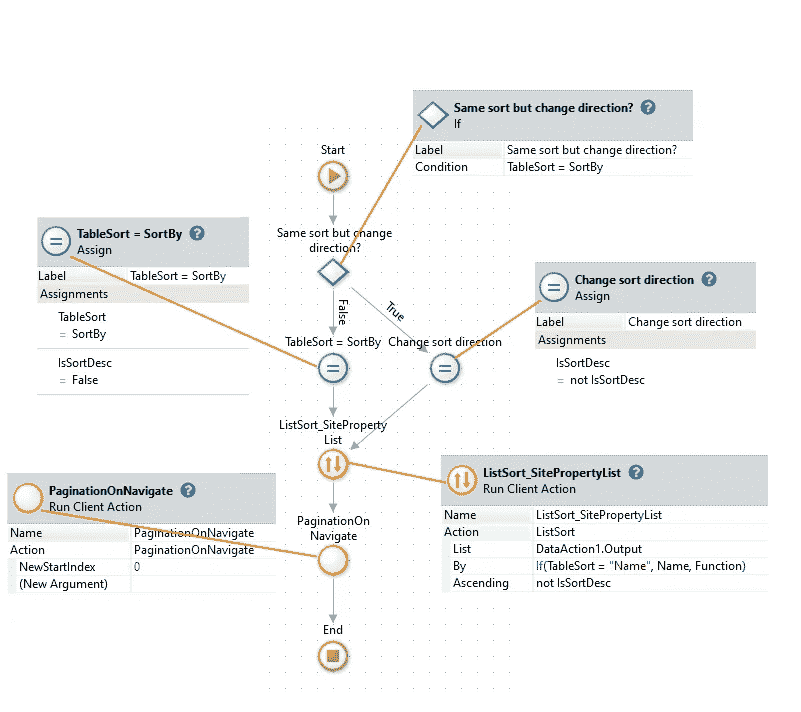 Same sort but change direction?
If
Label Same sort but change direction?
Condition TableSort = SortBy
Start
Same sort but change
direction?
False
True
TableSort = SortBy
Assign
Label TableSort = SortBy
Assignments
TableSort
= SortBy
IsSortDesc
= False
Change sort direction
Assign
Label Change sort direction
Assignments
IsSortDesc
= not IsSortDesc
TableSort = SortBy
Change sort direction
ListSort_SiteProperty
List
ListSort_SitePropertyList
Run Client Action
Name ListSort_SitePropertyList
Action ListSort
List DataAction1.Output
By If(TableSort = "Name", Name, Function)
Ascending not IsSortDesc
PaginationOnNavigate
Run Client Action
Name PaginationOnNavigate
Action PaginationOnNavigate
NewStartIndex 0
(New Argument)
PaginationOn
Navigate
End